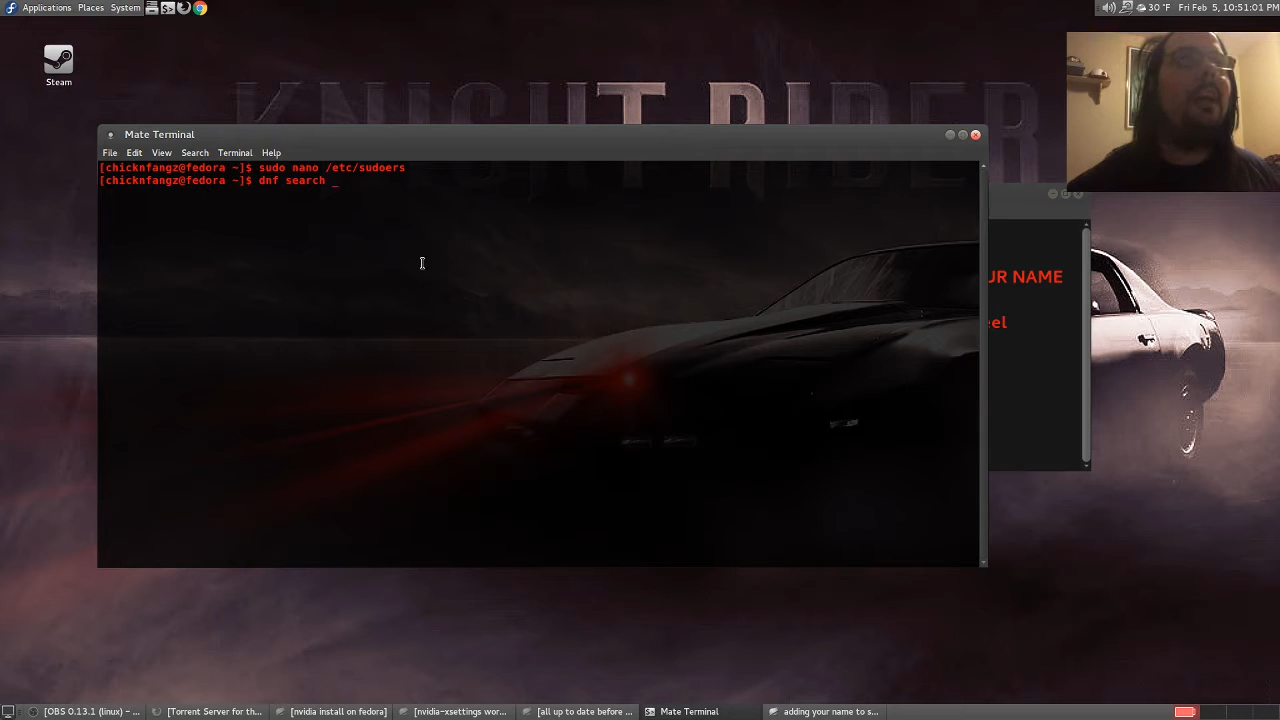 Applications Places System
30 °F Fri Feb 5, 10:51:01 PM
Steam
KNIGHT RIDER
Mate Terminal
File Edit View Search Terminal Help
[chicknfangz@fedora ~]$ sudo nano /etc/sudoers
[chicknfangz@fedora ~]$ dnf search _
UR NAME
eel
[OBS 0.13.1 (linux) – ... [Torrent Server for th... [nvidia install on fedora] [nvidia-xsettings wor... [all up to date before ... Mate Terminal adding your name to s...